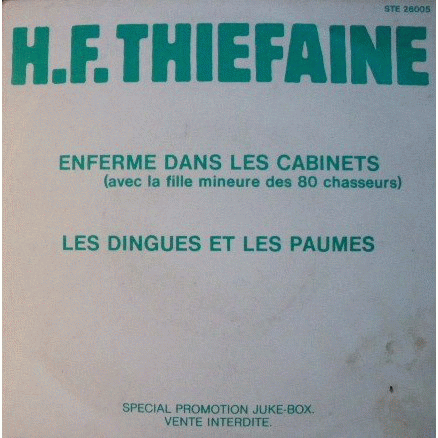 STE 26005
H.F. THIEFAINE
ENFERME DANS LES CABINETS
(avec la fille mineure des 80 chasseurs)
LES DINGUES ET LES PAUMES
SPECIAL PROMOTION JUKE-BOX.
VENTE INTERDITE.